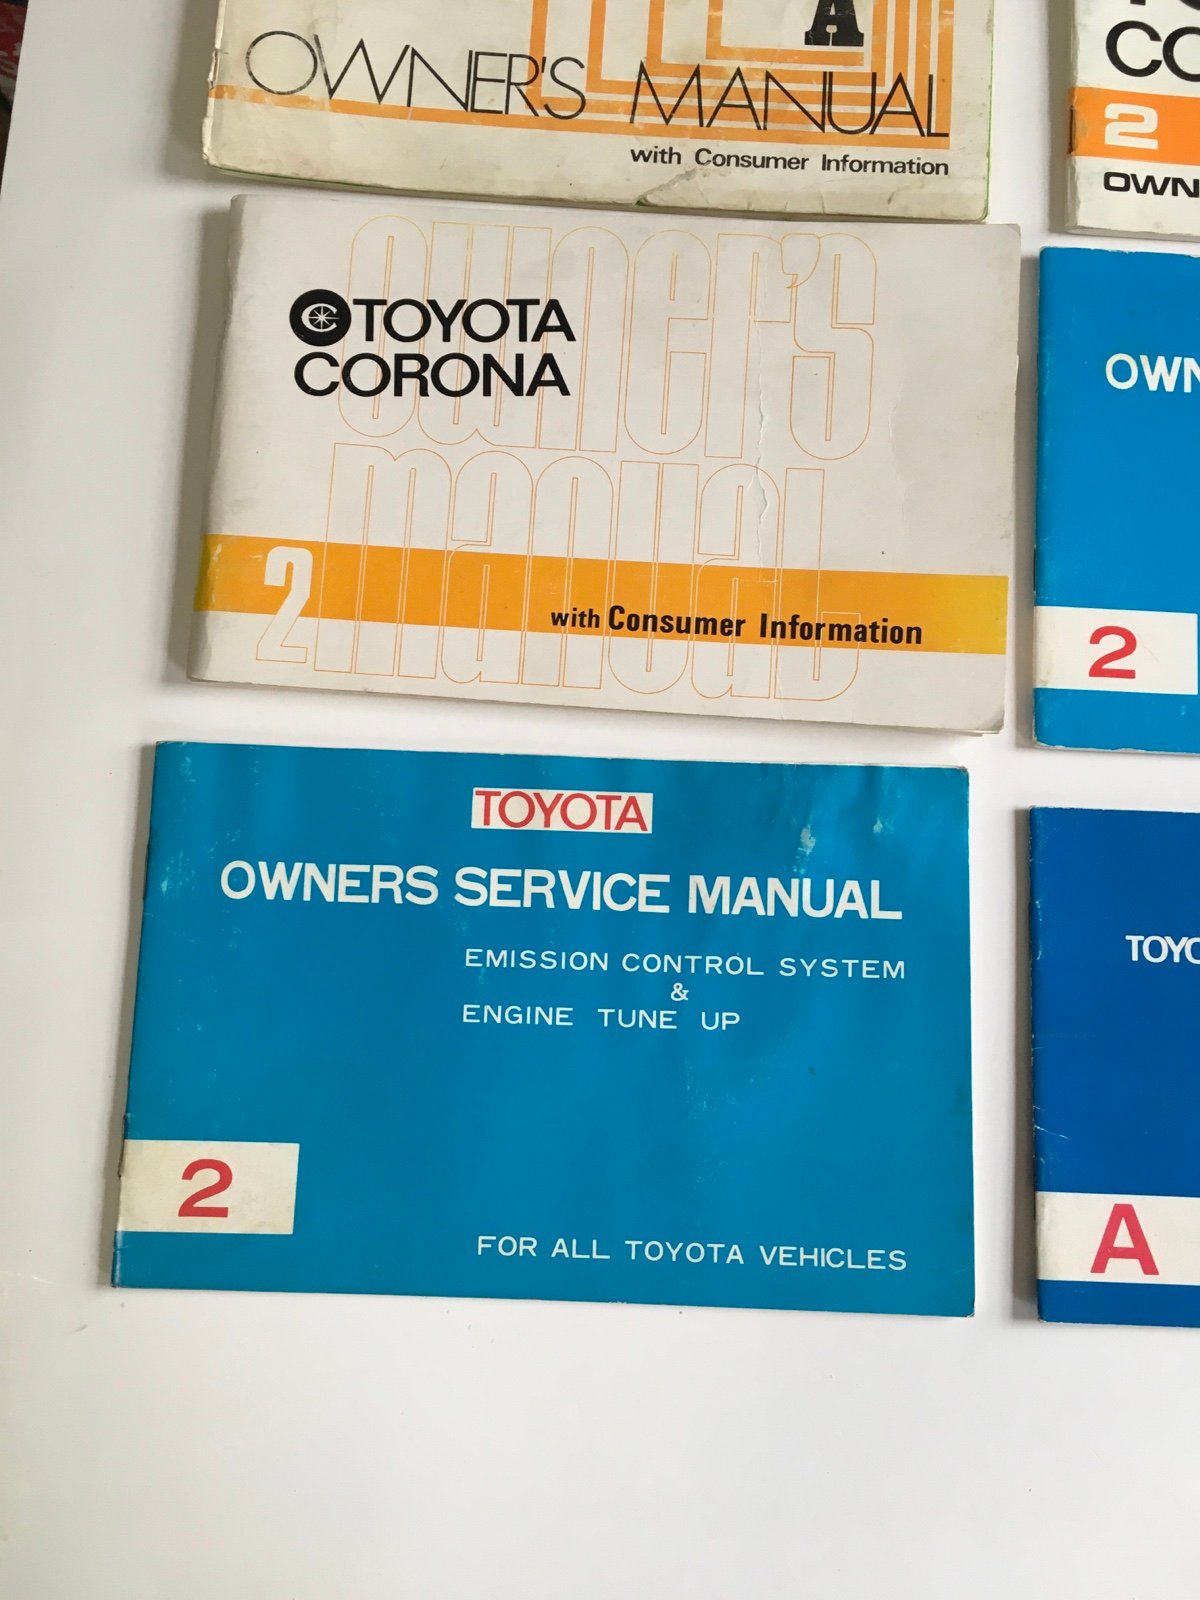 A
OWNER'S MANUAL
with Consumer Information
CO
2
OWN
owner's
manual
TOYOTA
CORONA
2
with Consumer Information
OWN
2
TOYOTA
OWNERS SERVICE MANUAL
EMISSION CONTROL SYSTEM
&
ENGINE TUNE UP
2
FOR ALL TOYOTA VEHICLES
TOYO
A